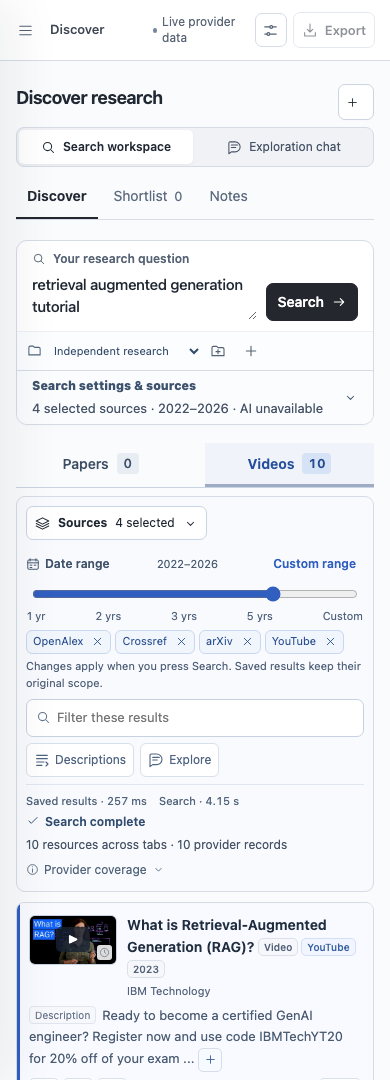 Discover
Live provider
data
Export
Discover research
+
Search workspace
Exploration chat
Discover
Shortlist 0
Notes
Your research question
retrieval augmented generation
tutorial
Search →
Independent research
Search settings & sources
4 selected sources · 2022–2026 · AI unavailable
Papers 0
Videos 10
Sources 4 selected
Date range
2022–2026
Custom range
1 yr
2 yrs
3 yrs
5 yrs
Custom
OpenAlex ×
Crossref ×
arXiv ×
YouTube ×
Changes apply when you press Search. Saved results keep their
original scope.
Filter these results
Descriptions
Explore
Saved results · 257 ms Search · 4.15 s
Search complete
10 resources across tabs · 10 provider records
Provider coverage
What is
RAG?
What is Retrieval-Augmented
Generation (RAG)? Video YouTube
2023
IBM Technology
Description Ready to become a certified GenAI
engineer? Register now and use code IBMTechYT20
for 20% off of your exam ... +